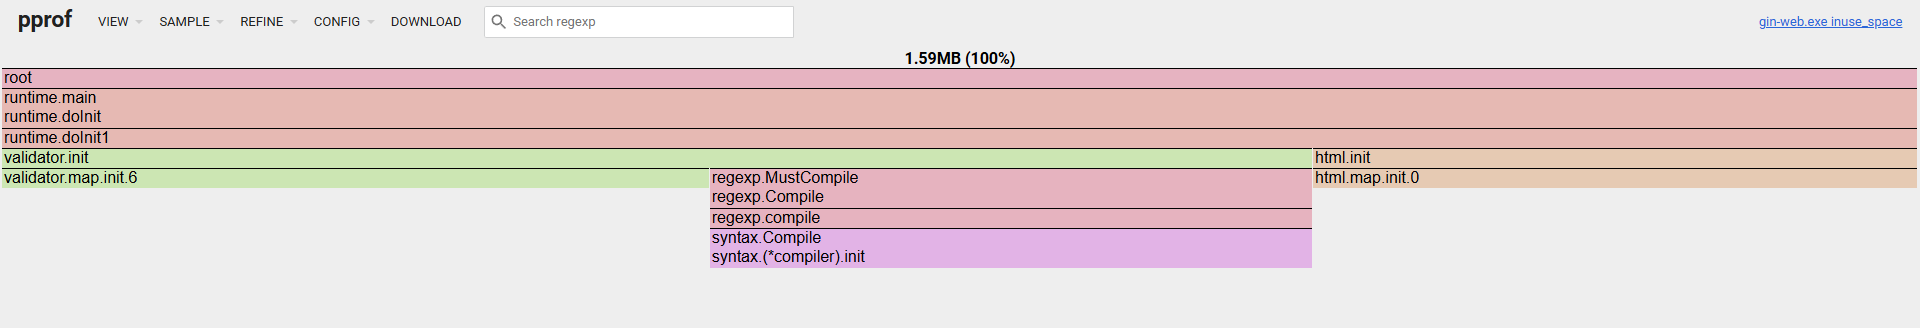 pprof VIEW SAMPLE REFINE CONFIG DOWNLOAD Search regexp gin-web.exe inuse_space
1.59MB (100%)
root
runtime.main
runtime.doInit
runtime.doInit1
validator.init html.init
validator.map.init.6 regexp.MustCompile html.map.init.0
regexp.Compile
regexp.compile
syntax.Compile
syntax.(*compiler).init